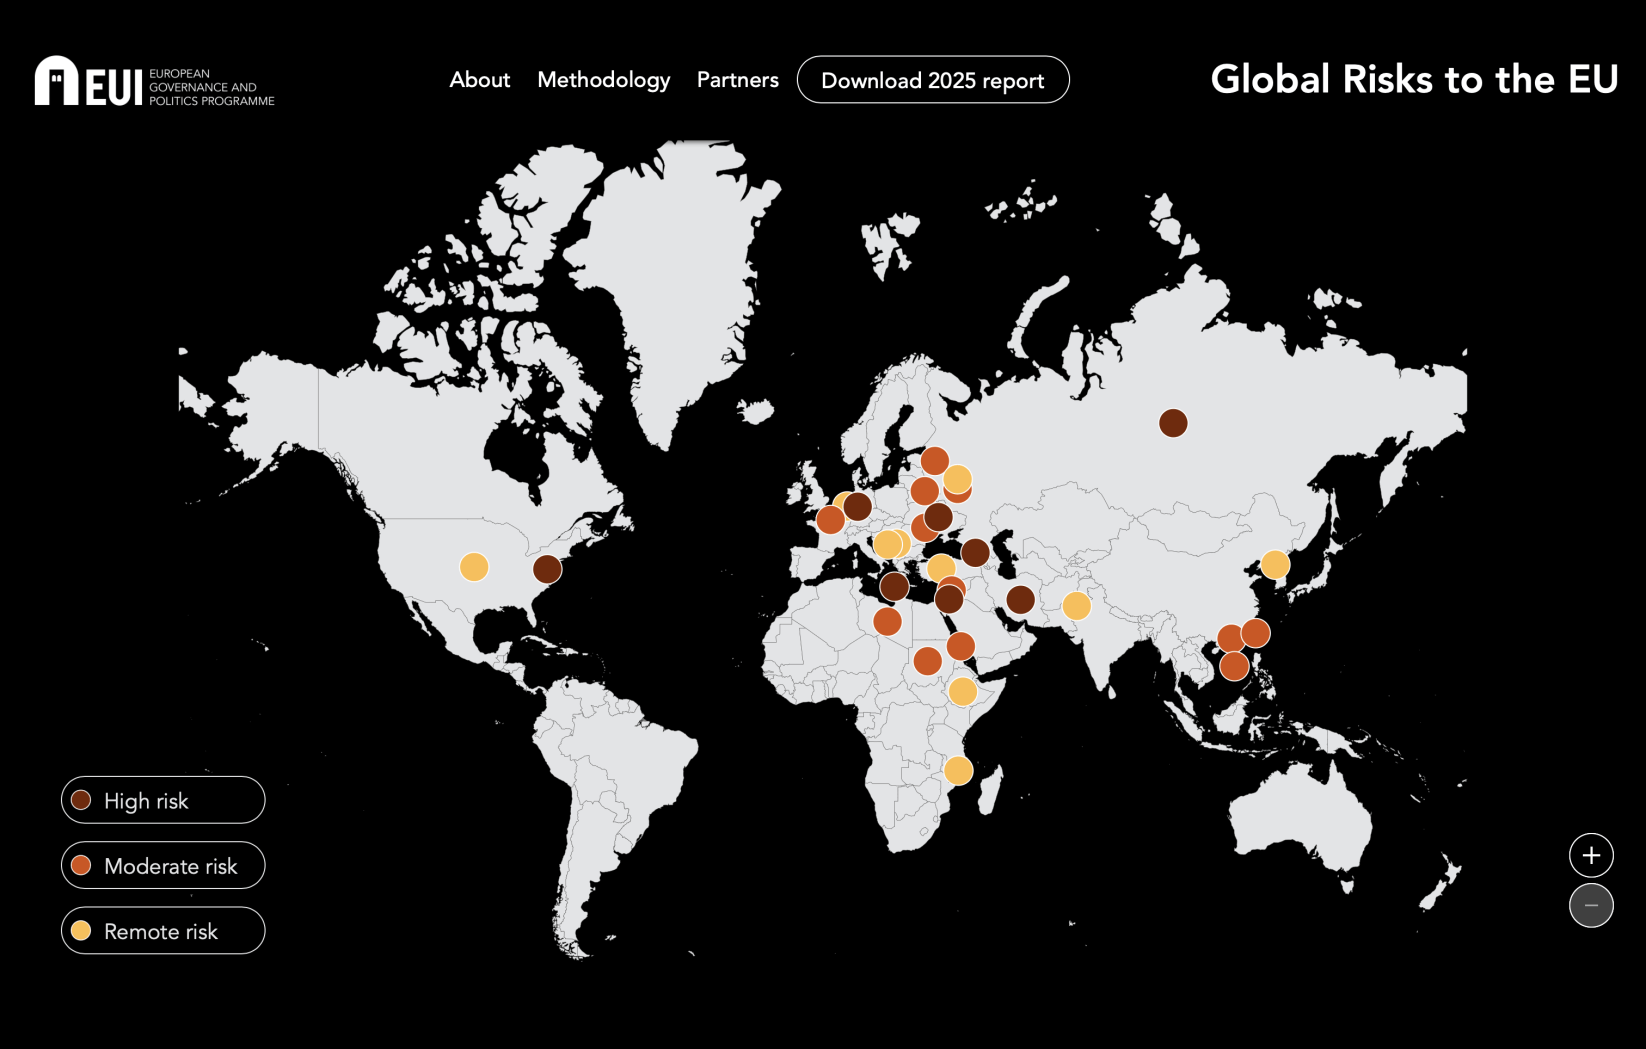 EUI
EUROPEAN
GOVERNANCE AND
POLITICS PROGRAMME
About
Methodology
Partners
Download 2025 report
Global Risks to the EU
High risk
Moderate risk
Remote risk
+
−